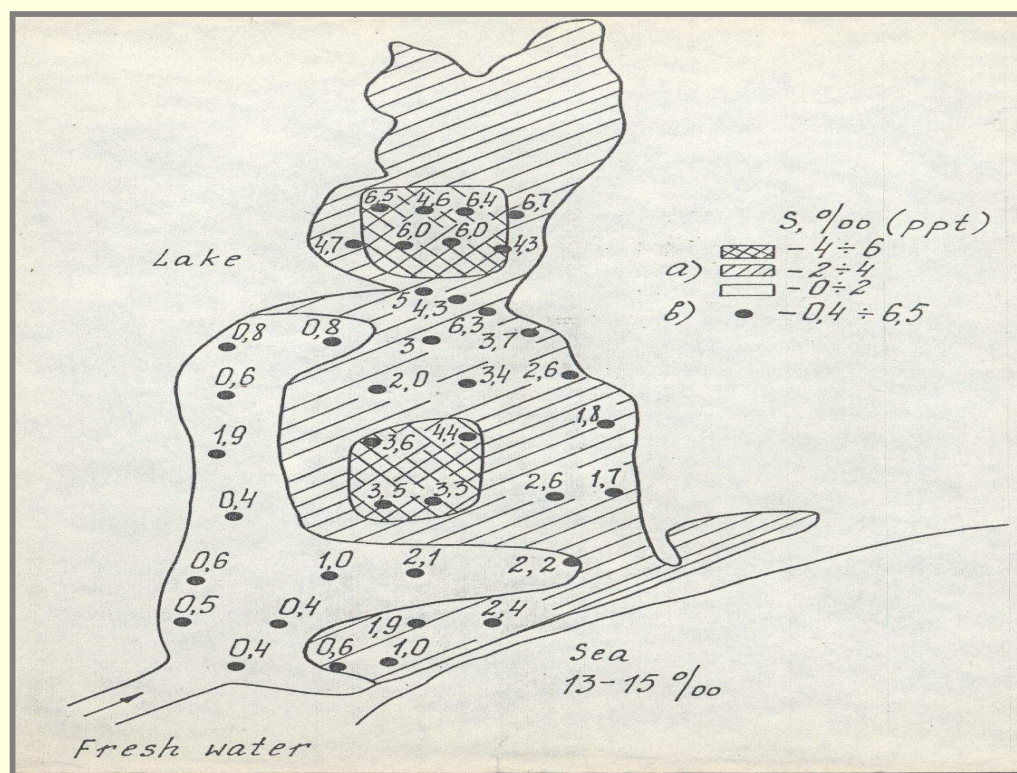 S, ‰ (ppt)
- 4 ÷ 6
a) - 2 ÷ 4
- 0 ÷ 2
в) - 0,4 ÷ 6,5
6,5 4,6 6,4 6,7
4,7 6,0 6,0 4,3
Lake
5 4,3
6,3
0,8 0,8 3 3,7
0,6 2,0 3,4 2,6
1,8
1,9 3,6 4,4
0,4 3,5 3,3 2,6 1,7
0,6 1,0 2,1 2,2
0,5 0,4 1,9 2,4
0,4 0,6 1,0
Sea
13-15 ‰
Fresh water